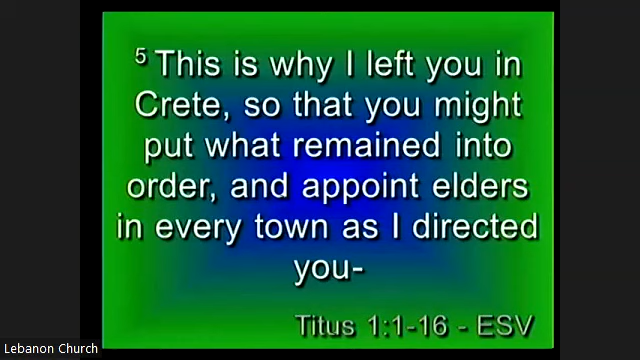 5 This is why I left you in
Crete, so that you might
put what remained into
order, and appoint elders
in every town as I directed
you-
Titus 1:1-16 - ESV
Lebanon Church